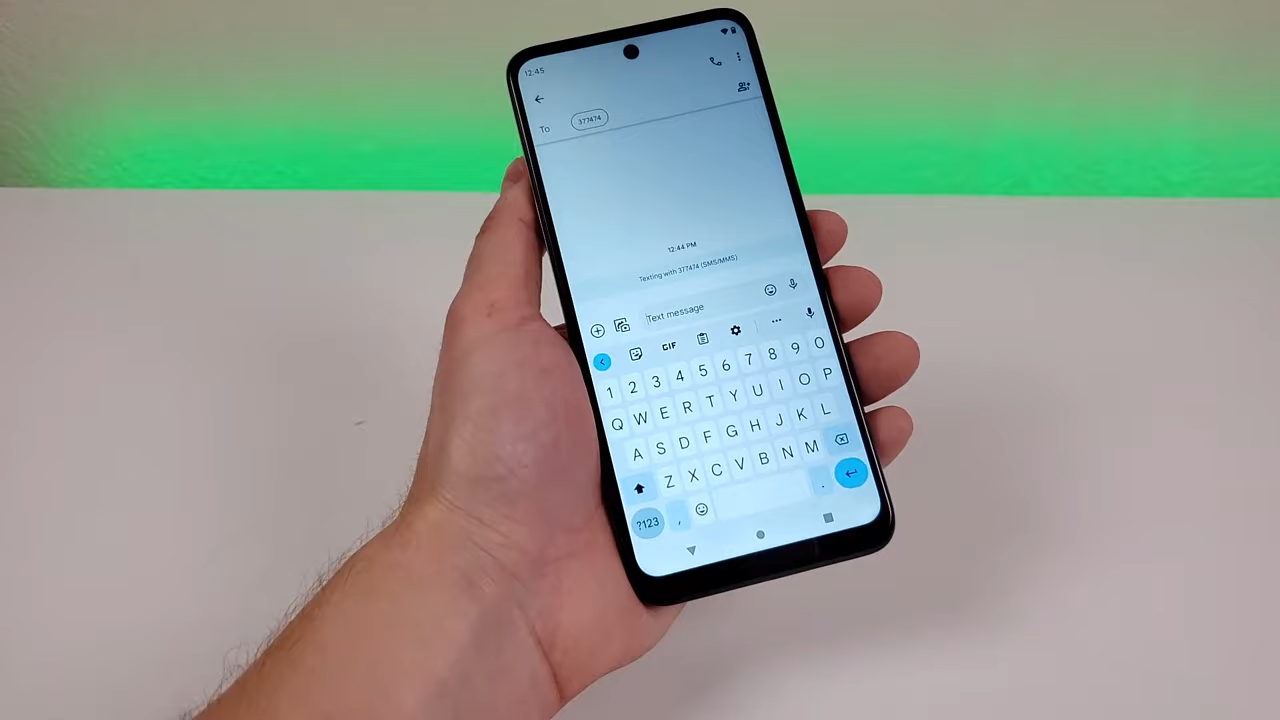 12:45
To 377474
12:44 PM
Texting with 377474 (SMS/MMS)
Text message
GIF
1 2 3 4 5 6 7 8 9 0
Q W E R T Y U I O P
A S D F G H J K L
Z X C V B N M
?123 , .